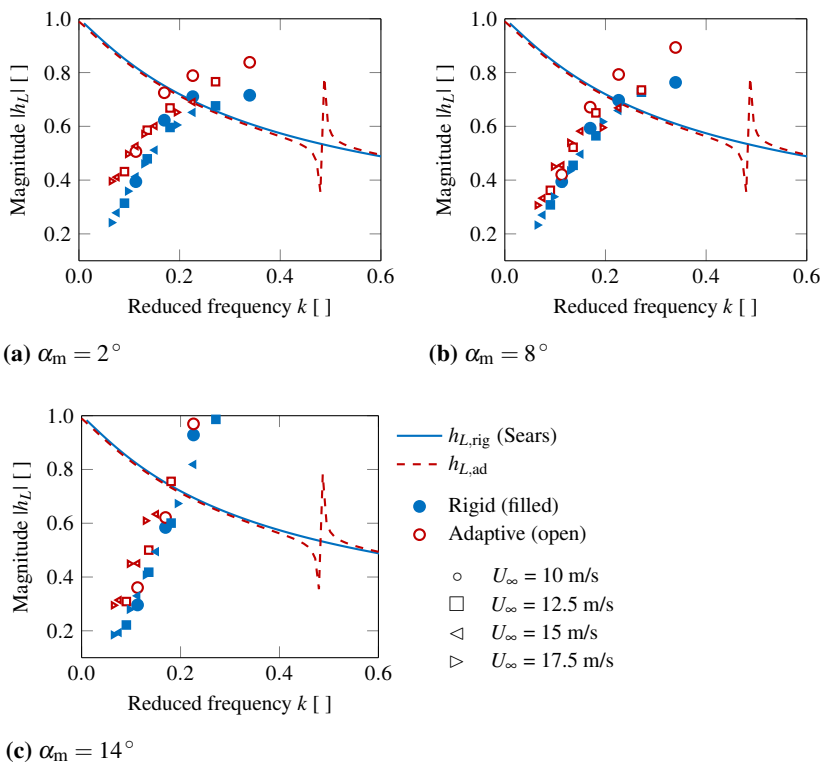 1.0
0.8
0.6
0.4
0.2
Magnitude |h_L| [ ]
0.0 0.2 0.4 0.6
Reduced frequency k [ ]
(a) α_m = 2°
1.0
0.8
0.6
0.4
0.2
Magnitude |h_L| [ ]
0.0 0.2 0.4 0.6
Reduced frequency k [ ]
(b) α_m = 8°
1.0
0.8
0.6
0.4
0.2
Magnitude |h_L| [ ]
0.0 0.2 0.4 0.6
Reduced frequency k [ ]
(c) α_m = 14°
h_L,rig (Sears)
h_L,ad
Rigid (filled)
Adaptive (open)
U_∞ = 10 m/s
U_∞ = 12.5 m/s
U_∞ = 15 m/s
U_∞ = 17.5 m/s